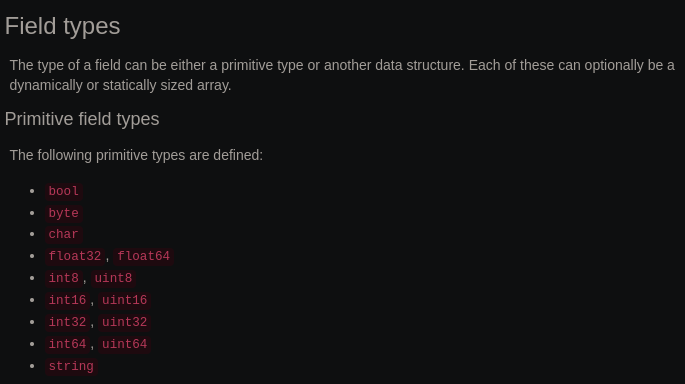 Field types
The type of a field can be either a primitive type or another data structure. Each of these can optionally be a
dynamically or statically sized array.
Primitive field types
The following primitive types are defined:
• bool
• byte
• char
• float32, float64
• int8, uint8
• int16, uint16
• int32, uint32
• int64, uint64
• string